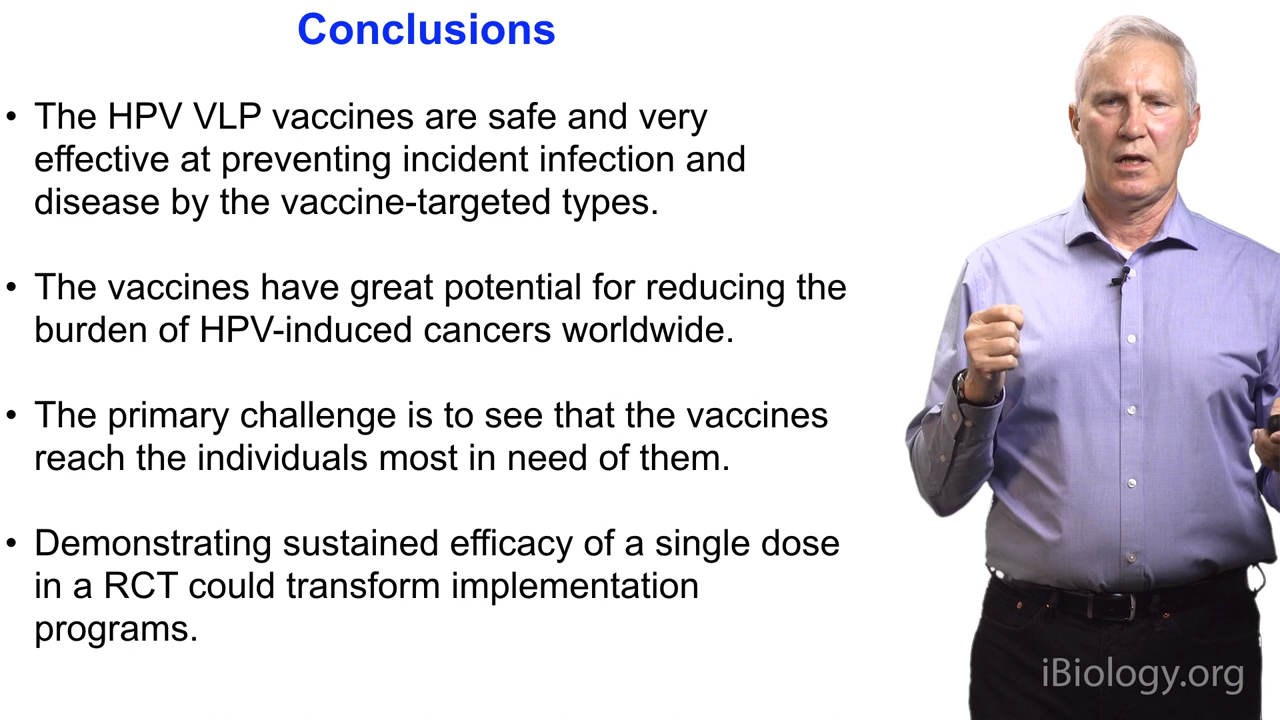 Conclusions
• The HPV VLP vaccines are safe and very
effective at preventing incident infection and
disease by the vaccine-targeted types.
• The vaccines have great potential for reducing the
burden of HPV-induced cancers worldwide.
• The primary challenge is to see that the vaccines
reach the individuals most in need of them.
• Demonstrating sustained efficacy of a single dose
in a RCT could transform implementation
programs.
iBiology.org